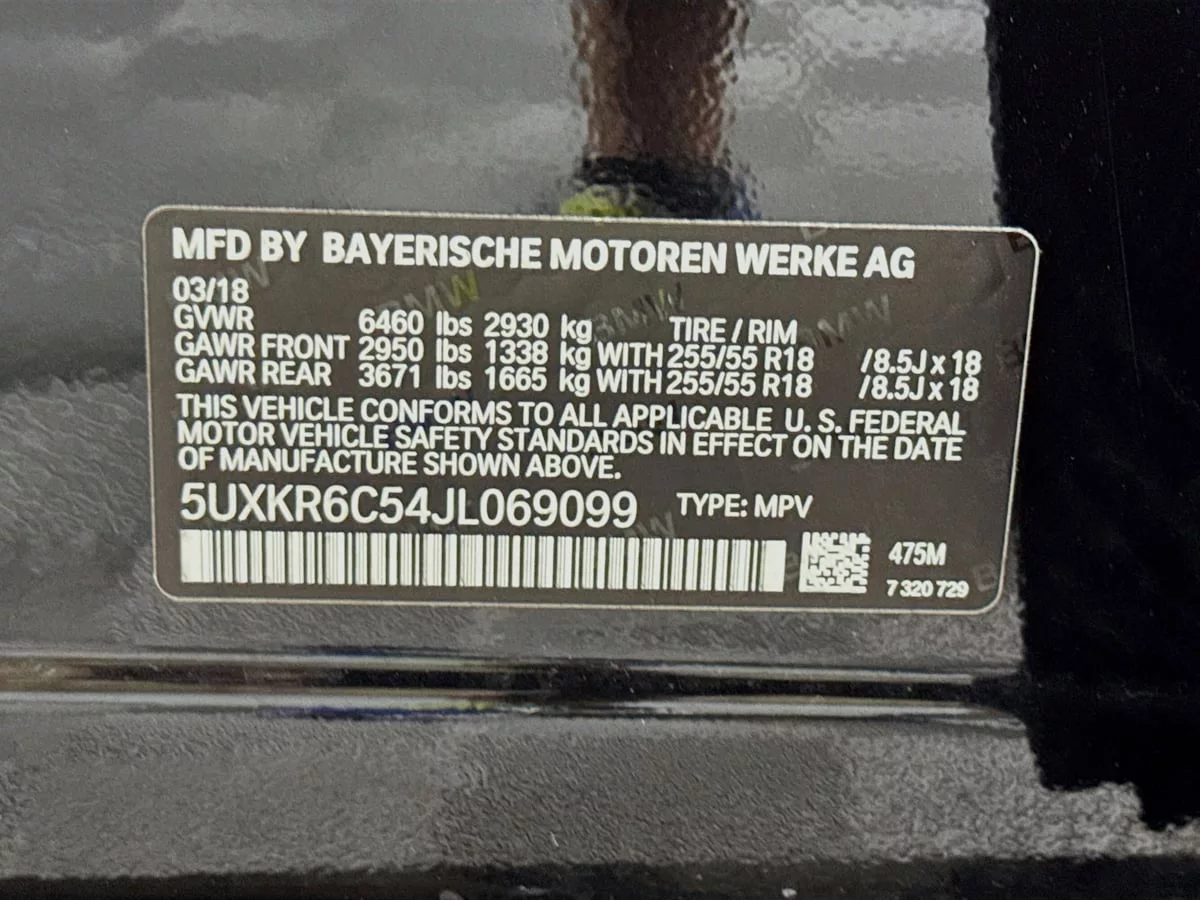 MFD BY BAYERISCHE MOTOREN WERKE AG
03/18
GVWR 6460 lbs 2930 kg TIRE / RIM
GAWR FRONT 2950 lbs 1338 kg WITH 255/55 R18 /8.5J x 18
GAWR REAR 3671 lbs 1665 kg WITH 255/55 R18 /8.5J x 18
THIS VEHICLE CONFORMS TO ALL APPLICABLE U. S. FEDERAL
MOTOR VEHICLE SAFETY STANDARDS IN EFFECT ON THE DATE
OF MANUFACTURE SHOWN ABOVE.
5UXKR6C54JL069099 TYPE: MPV
475M
7 320 729